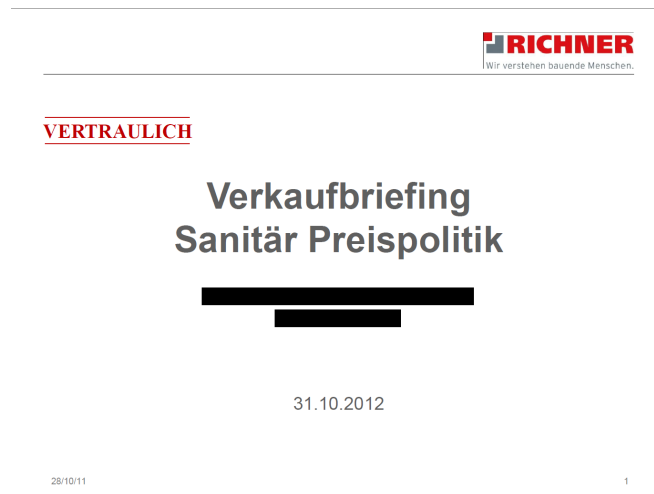 RICHNER
Wir verstehen bauende Menschen.
VERTRAULICH
Verkaufbriefing
Sanitär Preispolitik
31.10.2012
28/10/11
1